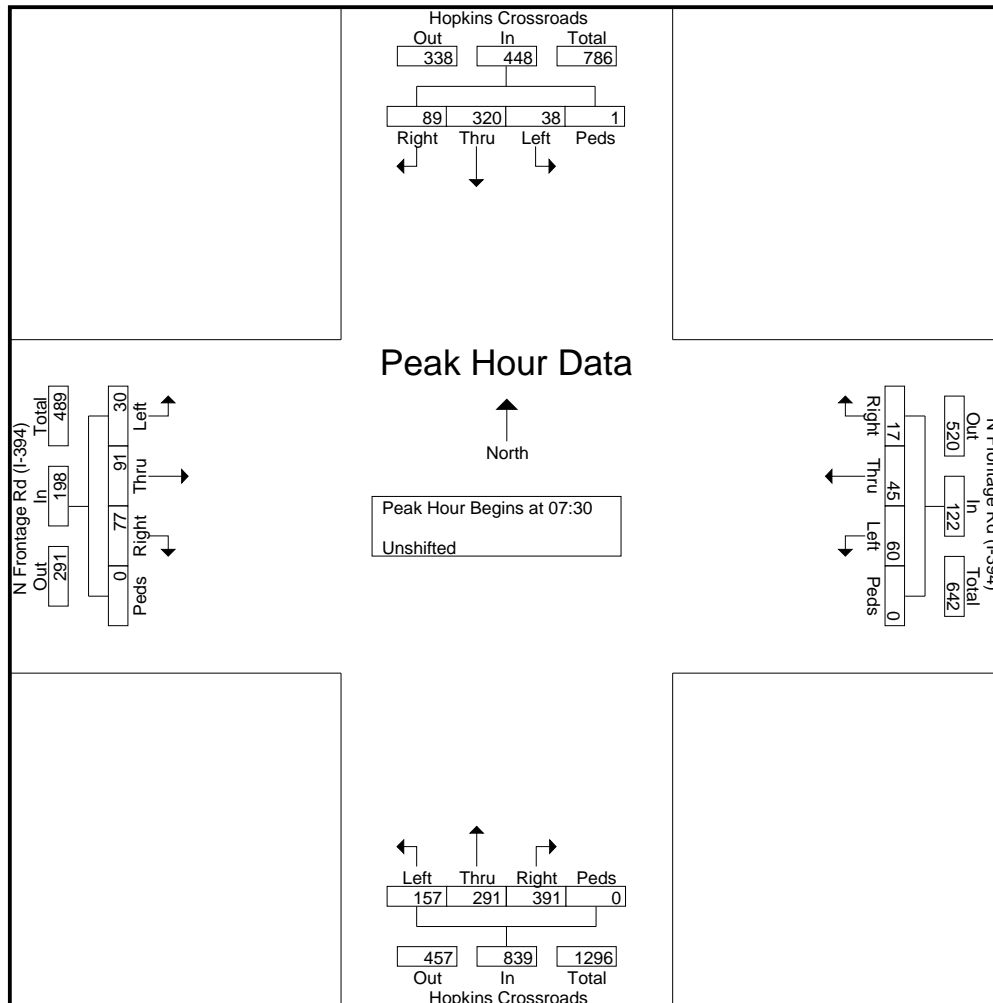 Hopkins Crossroads
Out In Total
338 448 786
89 320 38 1
Right Thru Left Peds
Peak Hour Data
North
Peak Hour Begins at 07:30
Unshifted
N Frontage Rd (I-394)
Total In Out
489 198 291
30 91 77 0
Left Thru Right Peds
N Frontage Rd (I-394)
Out In Total
520 122 642
17 45 60 0
Right Thru Left Peds
Left Thru Right Peds
157 291 391 0
457 839 1296
Out In Total
Hopkins Crossroads